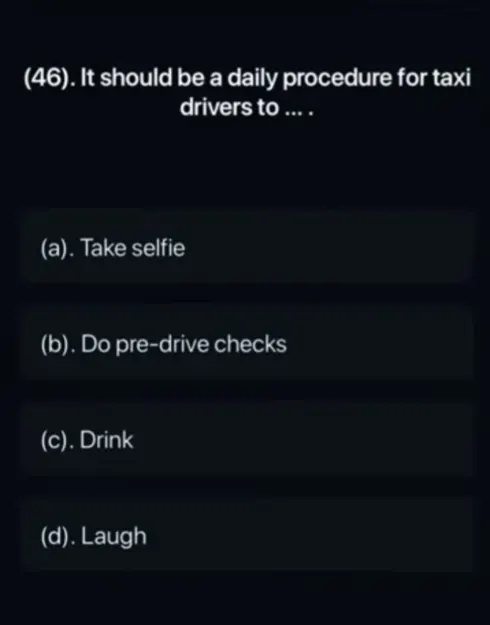 (46). It should be a daily procedure for taxi
drivers to ... .
(a). Take selfie
(b). Do pre-drive checks
(c). Drink
(d). Laugh